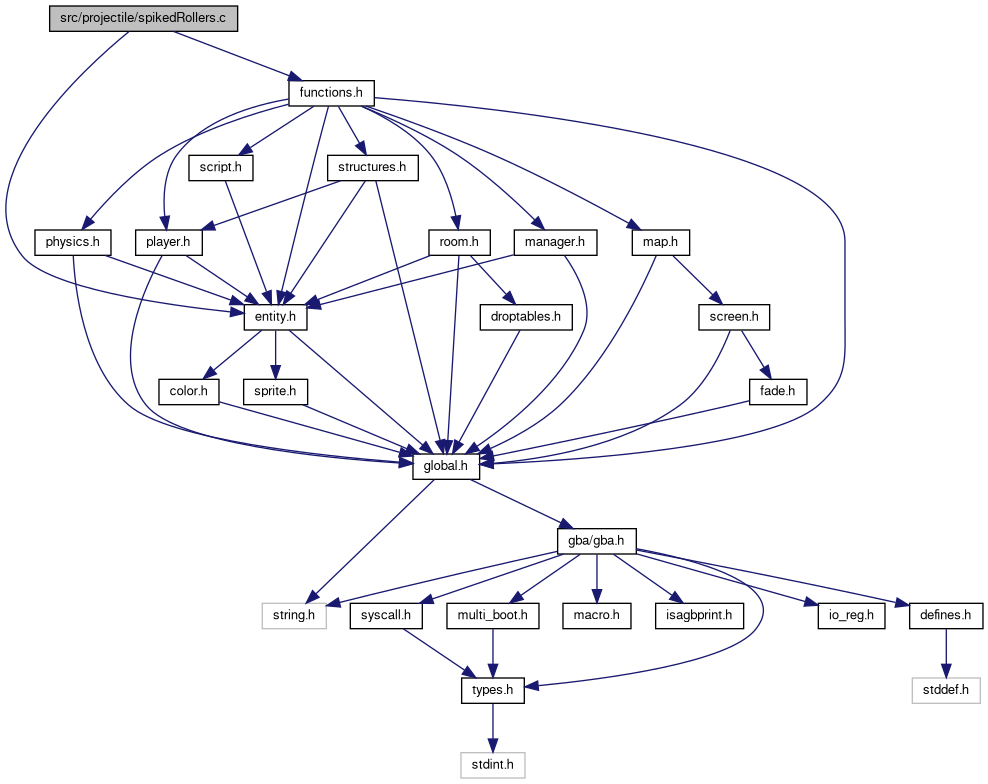 src/projectile/spikedRollers.c
functions.h
script.h
structures.h
physics.h
player.h
room.h
manager.h
map.h
entity.h
droptables.h
screen.h
color.h
sprite.h
fade.h
global.h
gba/gba.h
string.h
syscall.h
multi_boot.h
macro.h
isagbprint.h
io_reg.h
defines.h
types.h
stddef.h
stdint.h